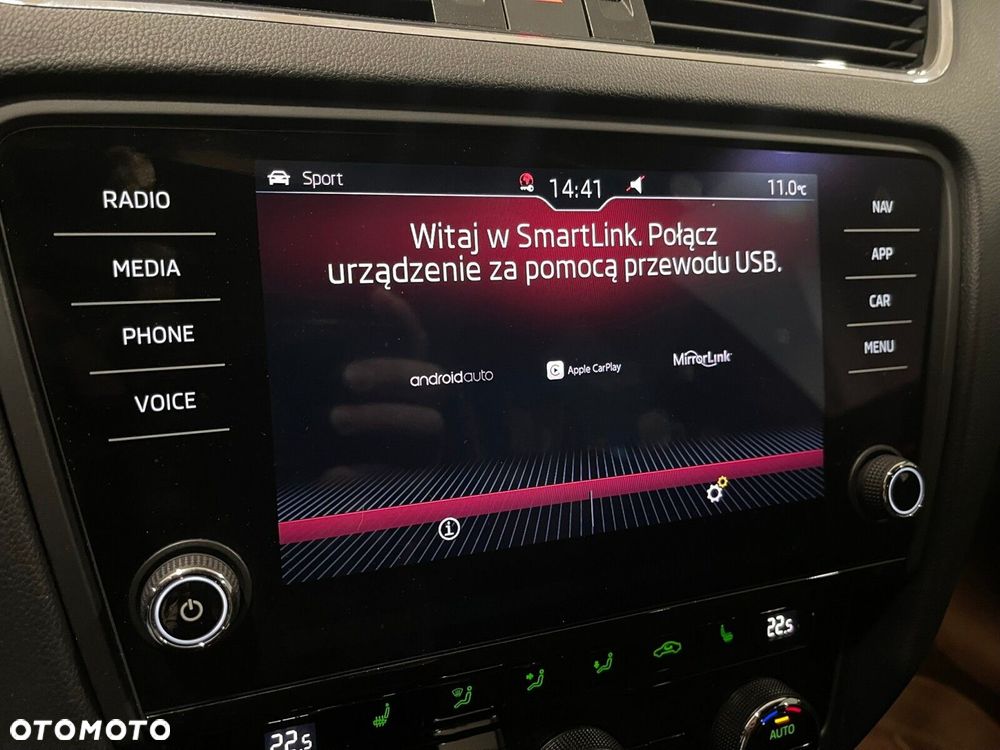 RADIO
MEDIA
PHONE
VOICE
Sport
14:41
11.0°C
Witaj w SmartLink. Połącz
urządzenie za pomocą przewodu USB.
androidauto
Apple CarPlay
MirrorLink
NAV
APP
CAR
MENU
22.5
22.5
AUTO
OTOMOTO